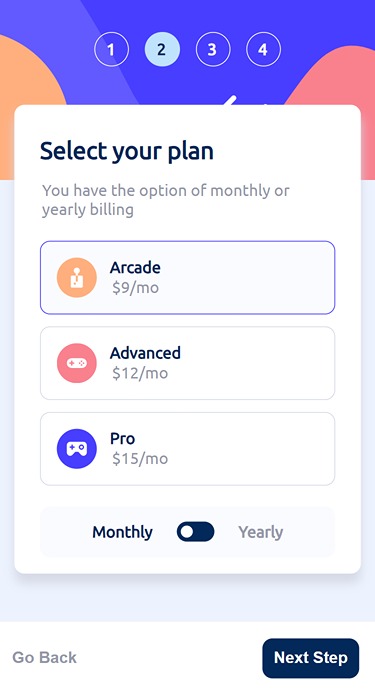 1 2 3 4
Select your plan
You have the option of monthly or
yearly billing
Arcade
$9/mo
Advanced
$12/mo
Pro
$15/mo
Monthly Yearly
Go Back Next Step